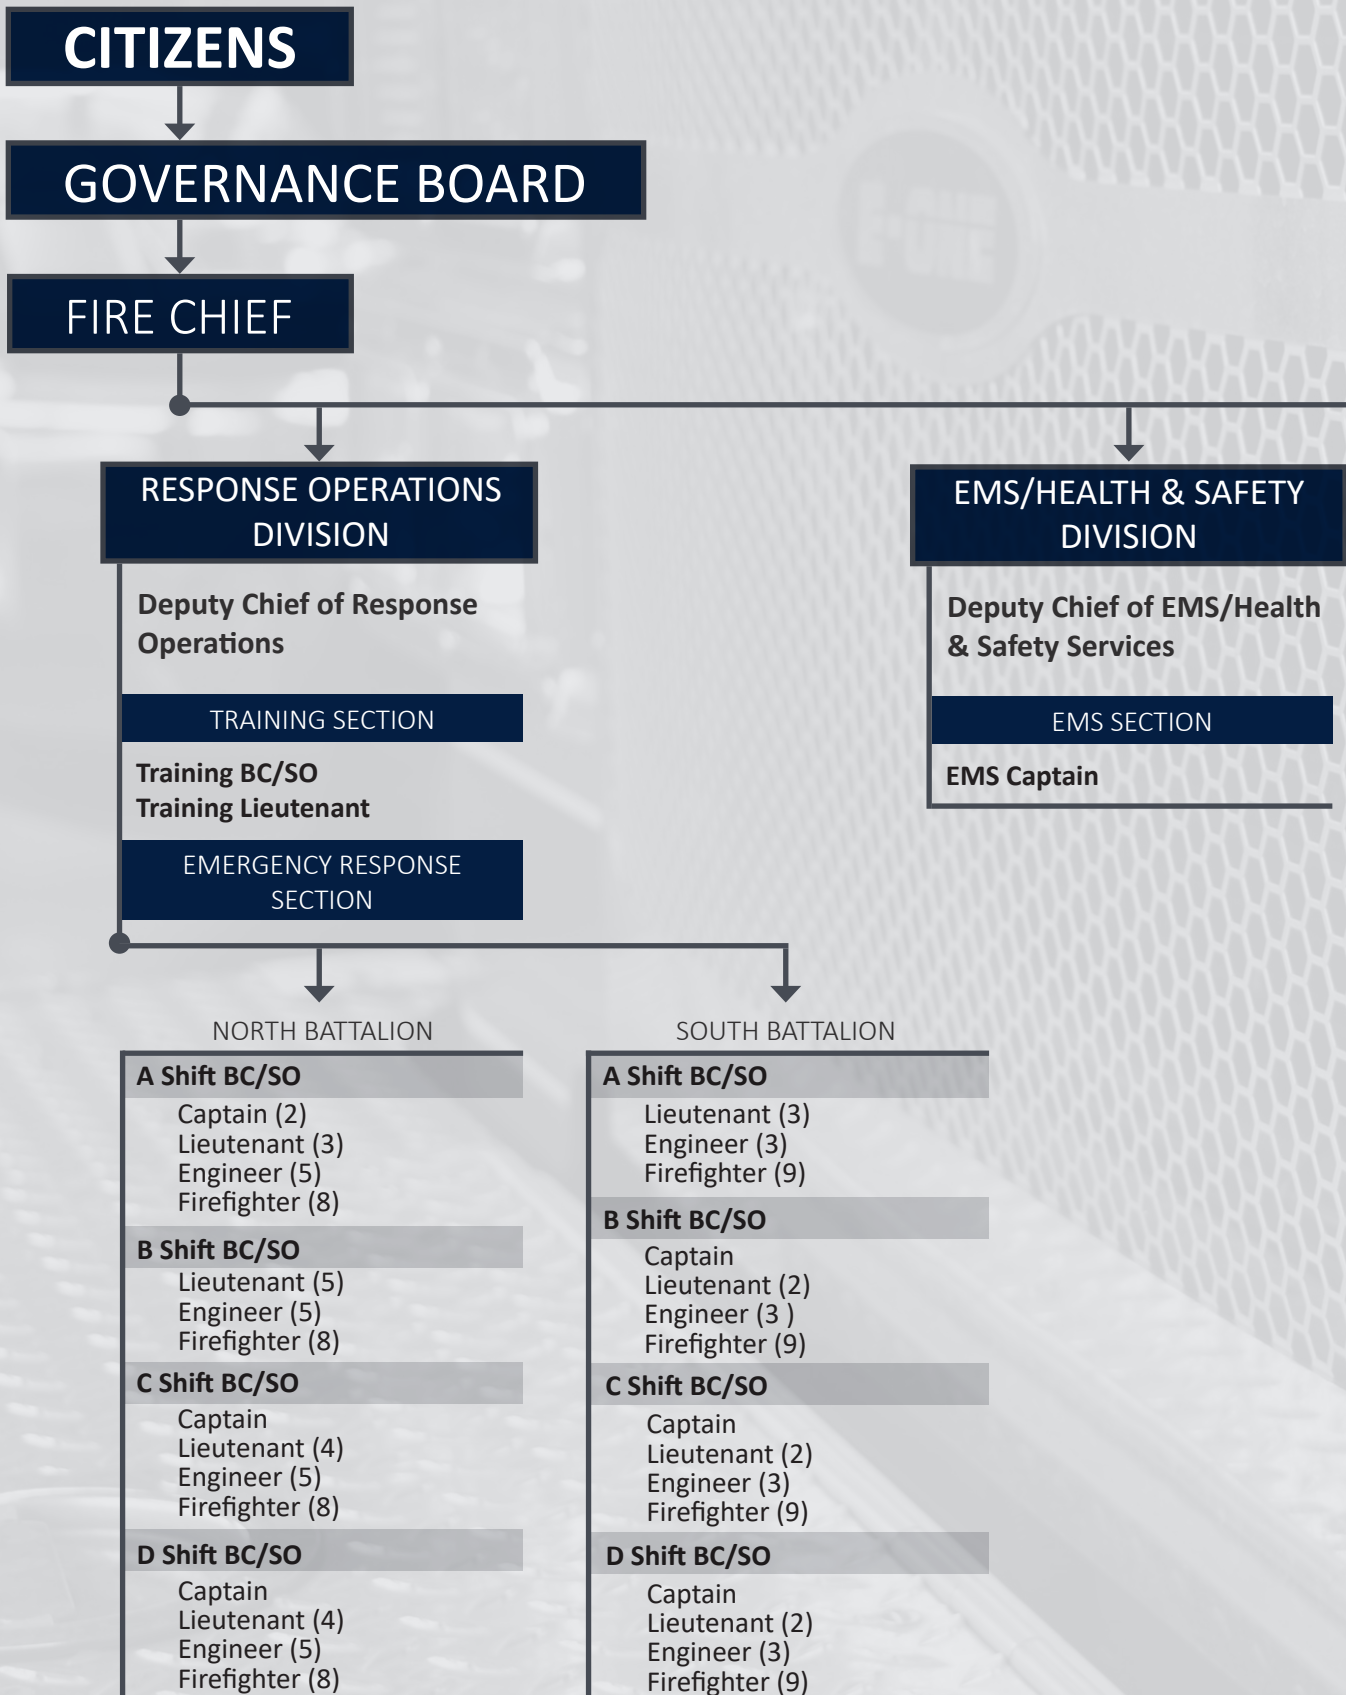 CITIZENS
GOVERNANCE BOARD
FIRE CHIEF
RESPONSE OPERATIONS
DIVISION
Deputy Chief of Response
Operations
TRAINING SECTION
Training BC/SO
Training Lieutenant
EMERGENCY RESPONSE
SECTION
EMS/HEALTH & SAFETY
DIVISION
Deputy Chief of EMS/Health
& Safety Services
EMS SECTION
EMS Captain
NORTH BATTALION
A Shift BC/SO
Captain (2)
Lieutenant (3)
Engineer (5)
Firefighter (8)
B Shift BC/SO
Lieutenant (5)
Engineer (5)
Firefighter (8)
C Shift BC/SO
Captain
Lieutenant (4)
Engineer (5)
Firefighter (8)
D Shift BC/SO
Captain
Lieutenant (4)
Engineer (5)
Firefighter (8)
SOUTH BATTALION
A Shift BC/SO
Lieutenant (3)
Engineer (3)
Firefighter (9)
B Shift BC/SO
Captain
Lieutenant (2)
Engineer (3 )
Firefighter (9)
C Shift BC/SO
Captain
Lieutenant (2)
Engineer (3)
Firefighter (9)
D Shift BC/SO
Captain
Lieutenant (2)
Engineer (3)
Firefighter (9)